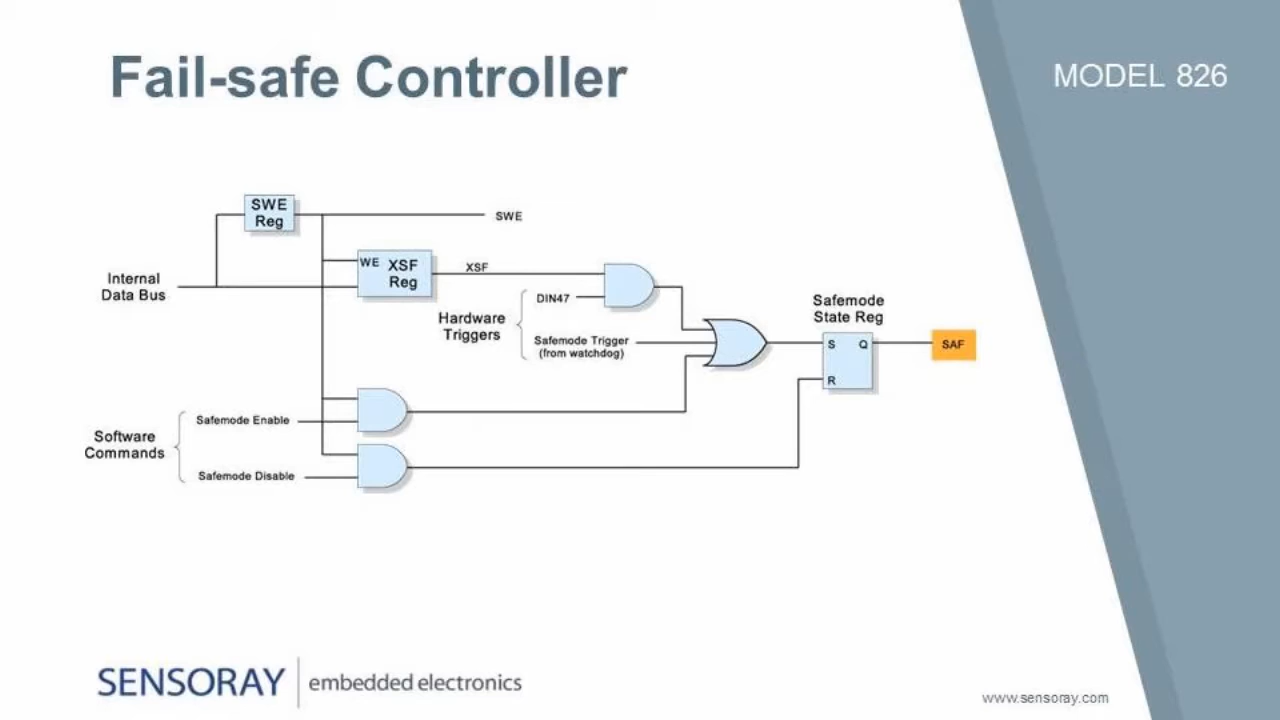 Fail-safe Controller
MODEL 826
SWE
Reg
SWE
WE
XSF
Reg
XSF
Internal
Data Bus
DIN47
Hardware
Triggers
Safemode Trigger
(from watchdog)
Safemode
State Reg
S
Q
R
SAF
Software
Commands
Safemode Enable
Safemode Disable
SENSORAY
embedded electronics
www.sensoray.com